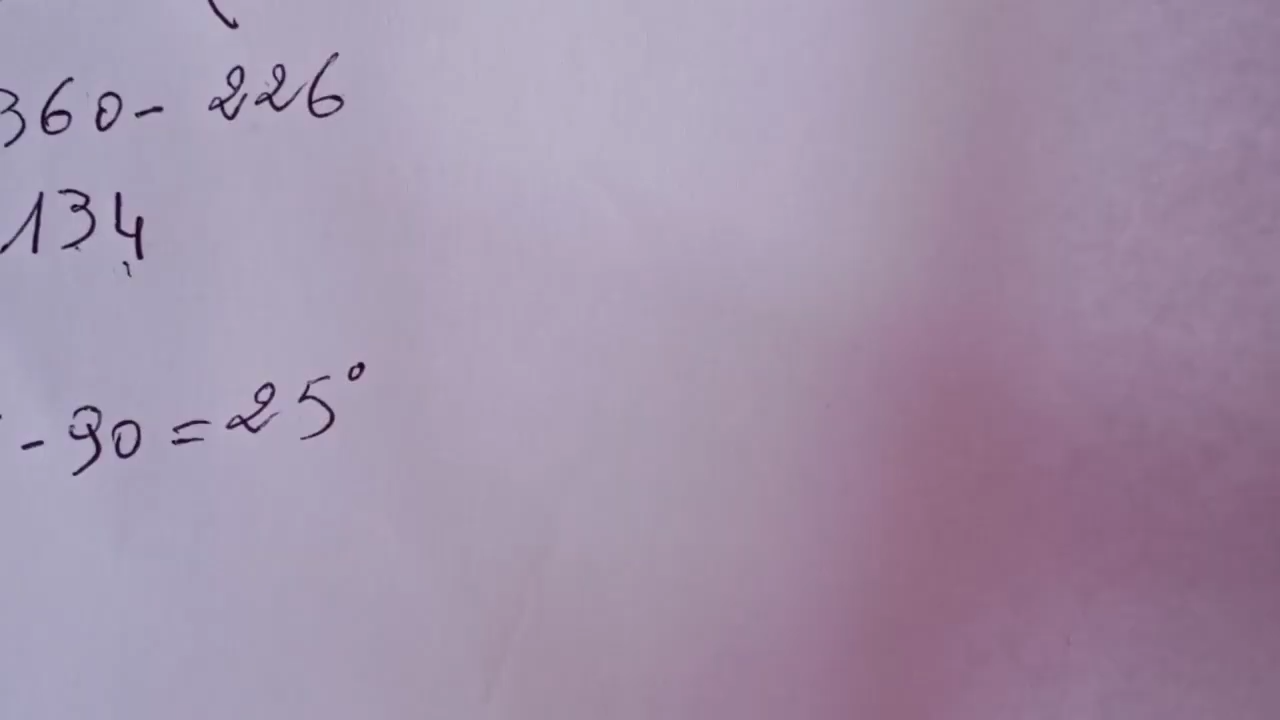 360- 226
134
- 90 = 25°